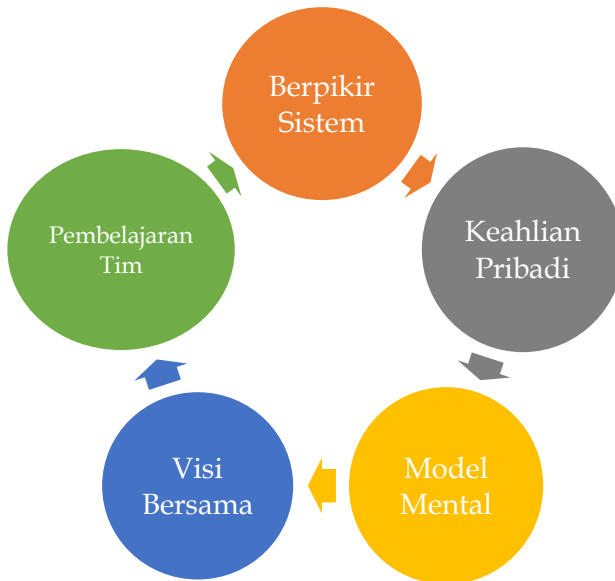 Berpikir
Sistem
Keahlian
Pribadi
Model
Mental
Visi
Bersama
Pembelajaran
Tim